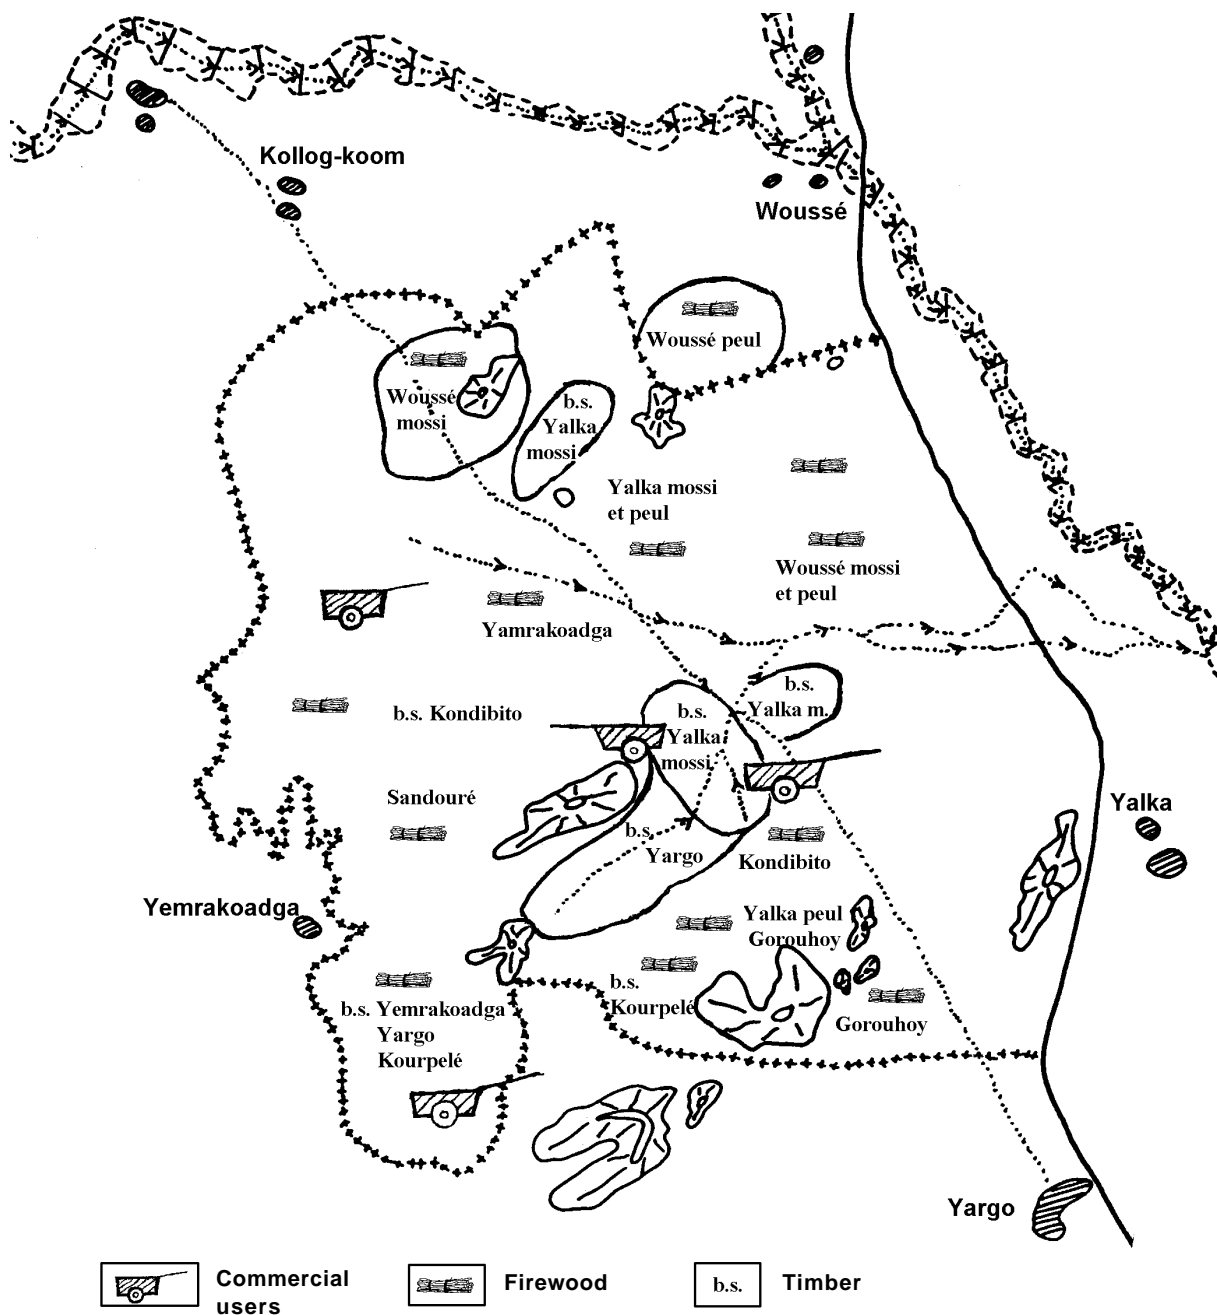 Kollog-koom
Woussé
Woussé peul
Woussé
mossi
b.s.
Yalka
mossi
Yalka mossi
et peul
Woussé mossi
et peul
Yamrakoadga
b.s.
Yalka m.
b.s.
Yalka
mossi
b.s. Kondibito
Sandouré
Yalka
b.s.
Yargo
Kondibito
Yemrakoadga
Yalka peul
Gorouhoy
b.s.
Kourpelé
Gorouhoy
b.s. Yemrakoadga
Yargo
Kourpelé
Yargo
Commercial
users
Firewood
b.s.
Timber